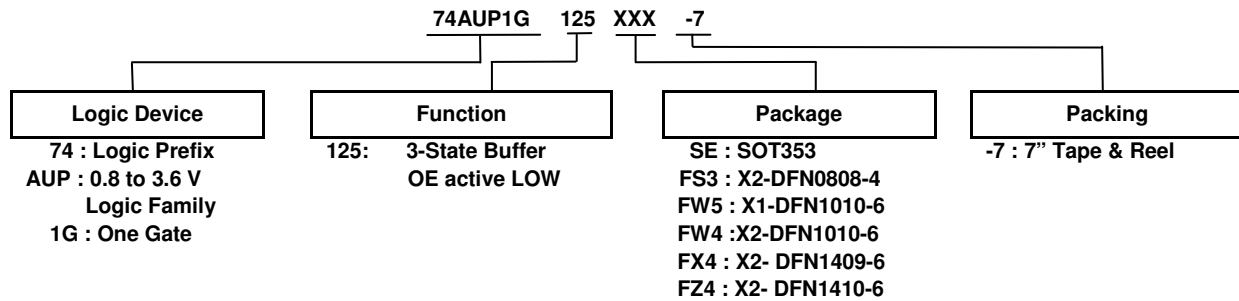 74AUP1G 125 XXX -7
Logic Device
74 : Logic Prefix
AUP : 0.8 to 3.6 V
Logic Family
1G : One Gate
Function
125: 3-State Buffer
OE active LOW
Package
SE : SOT353
FS3 : X2-DFN0808-4
FW5 : X1-DFN1010-6
FW4 :X2-DFN1010-6
FX4 : X2- DFN1409-6
FZ4 : X2- DFN1410-6
Packing
-7 : 7” Tape & Reel